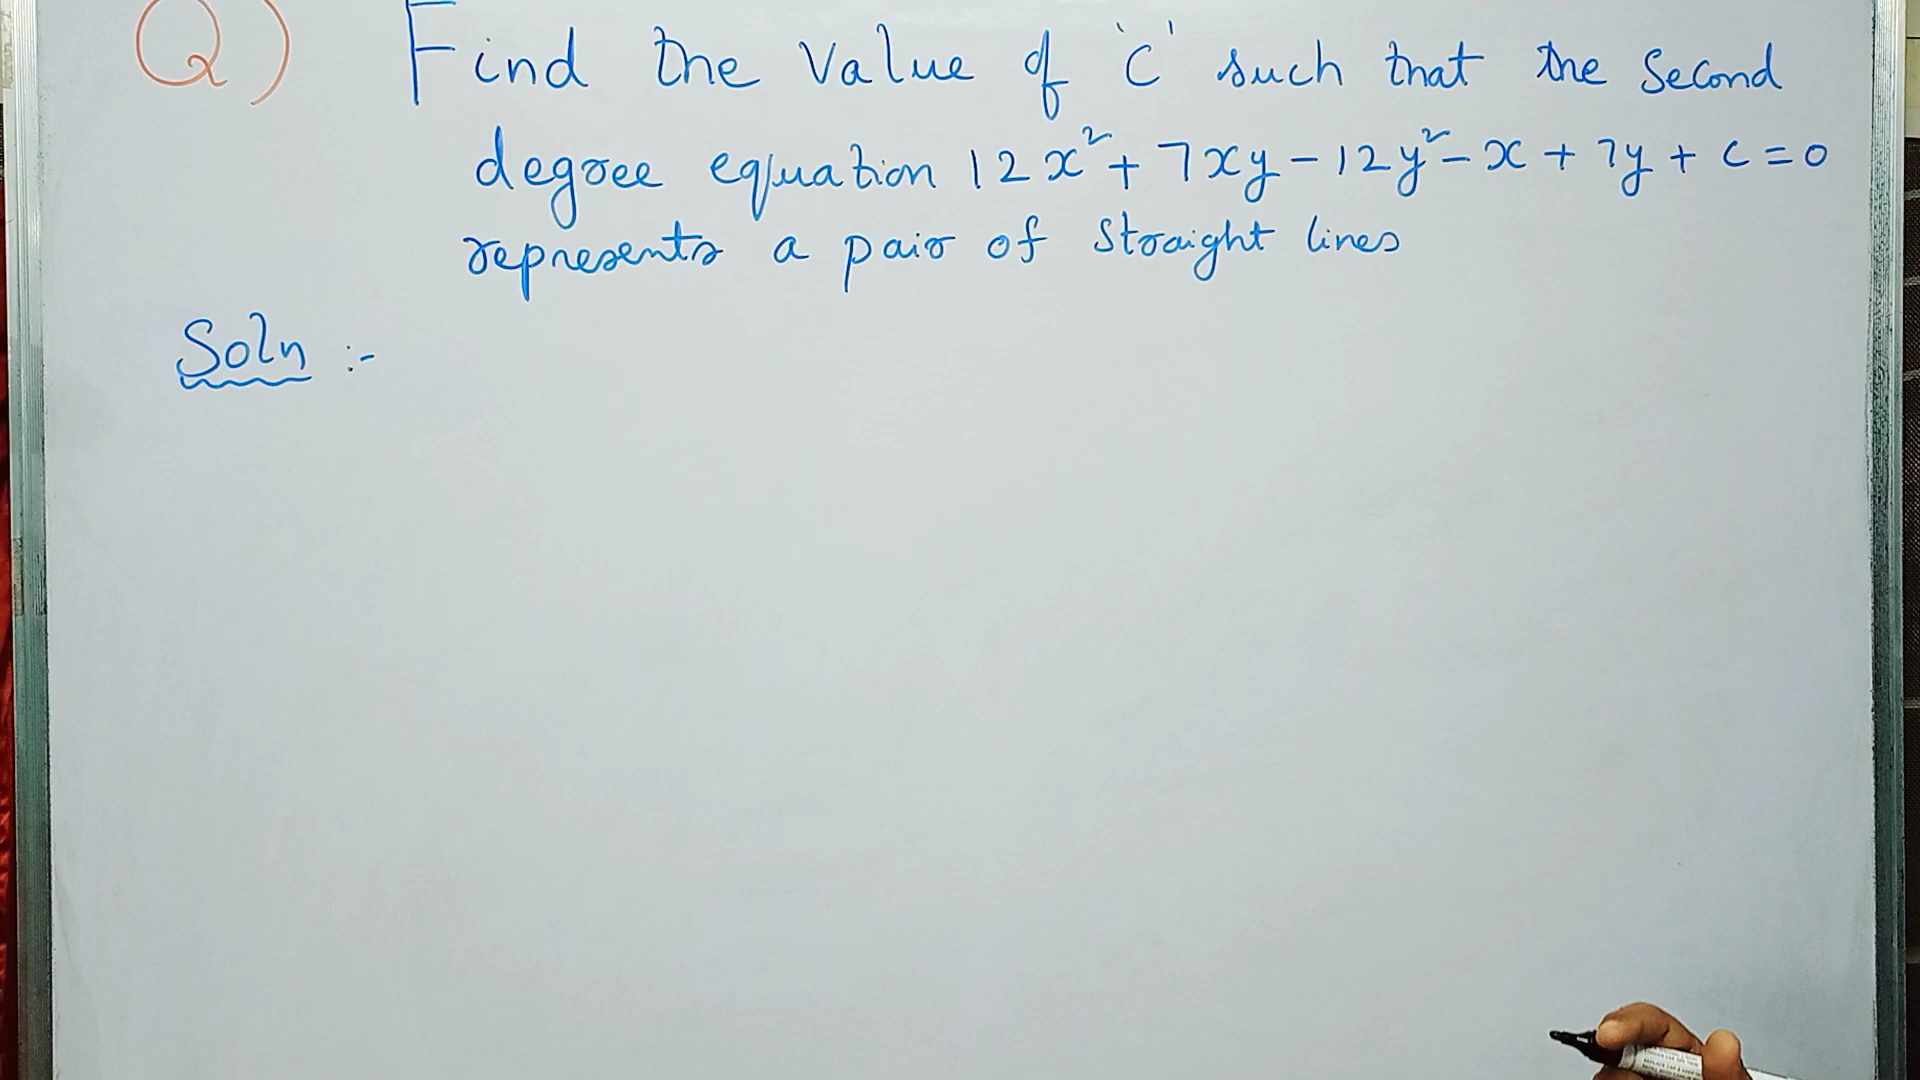 Q) Find the Value of 'C' such that the Second
degree equation 12x²+7xy-12y²-x+7y+c=0
represents a pair of Straight lines
Soln :-